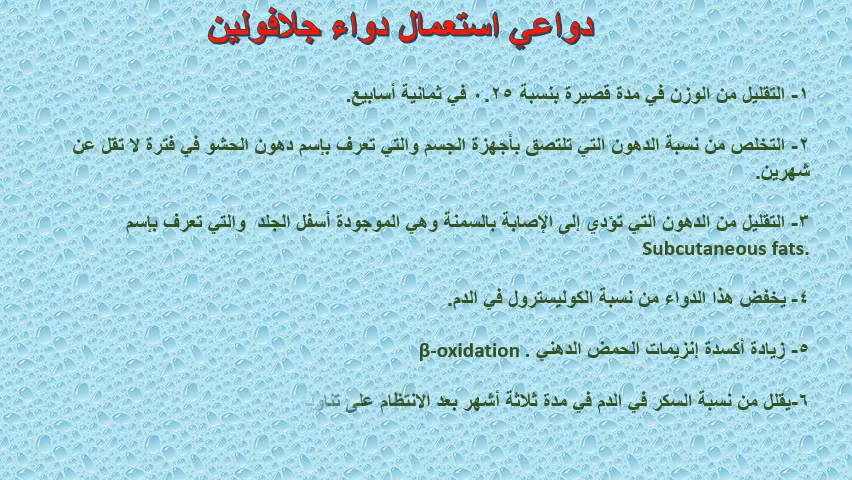 دواعي استعمال دواء جلافولين
١- التقليل من الوزن في مدة قصيرة بنسبة ٠.٢٥ في ثمانية أسابيع.
٢- التخلص من نسبة الدهون التي تلتصق بأجهزة الجسم والتي تعرف بإسم دهون الحشو في فترة لا تقل عن
شهرين.
٣- التقليل من الدهون التي تؤدي إلى الإصابة بالسمنة وهي الموجودة أسفل الجلد والتي تعرف بإسم
Subcutaneous fats.
٤- يخفض هذا الدواء من نسبة الكوليسترول في الدم.
٥- زيادة أكسدة إنزيمات الحمض الدهني β-oxidation .
٦-يقلل من نسبة السكر في الدم في مدة ثلاثة أشهر بعد الانتظام على